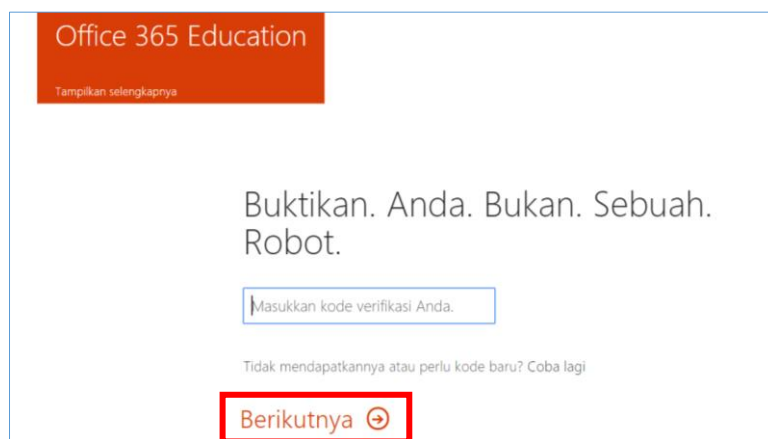 Office 365 Education
Tampilkan selengkapnya
Buktikan. Anda. Bukan. Sebuah.
Robot.
Masukkan kode verifikasi Anda.
Tidak mendapatkannya atau perlu kode baru? Coba lagi
Berikutnya